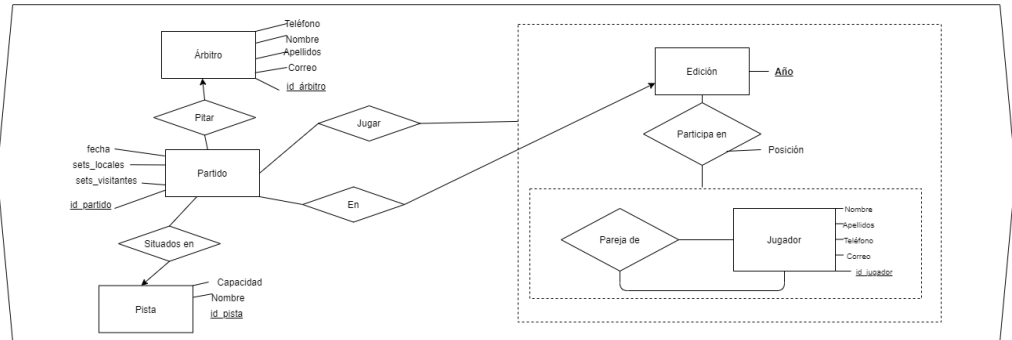 Teléfono
Nombre
Árbitro
Apellidos
Correo
id_árbitro
Edición
Año
Pitar
Jugar
Participa en
Posición
fecha
sets_locales
Partido
sets_visitantes
id_partido
En
Nombre
Apellidos
Pareja de
Jugador
Teléfono
Correo
id_jugador
Situados en
Capacidad
Nombre
Pista
id_pista